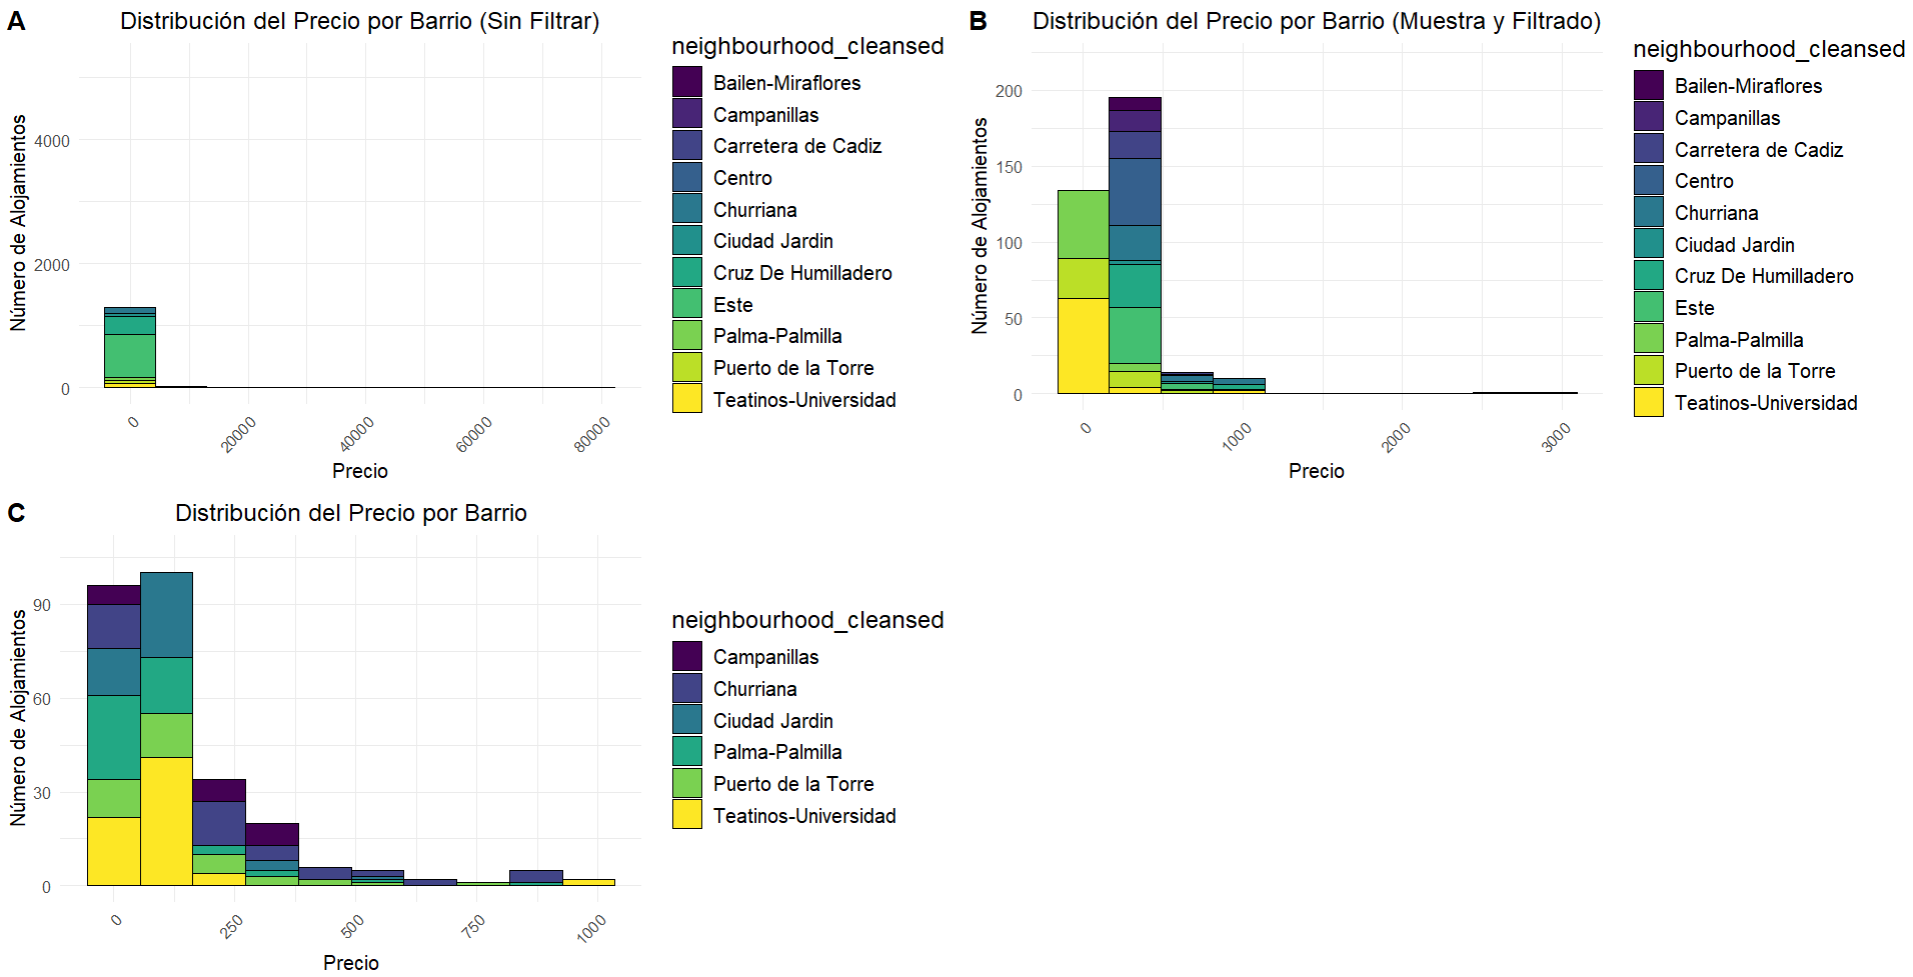 A
Distribución del Precio por Barrio (Sin Filtrar)
Número de Alojamientos
4000
2000
0
0
20000
40000
60000
80000
Precio
neighbourhood_cleansed
Bailen-Miraflores
Campanillas
Carretera de Cadiz
Centro
Churriana
Ciudad Jardin
Cruz De Humilladero
Este
Palma-Palmilla
Puerto de la Torre
Teatinos-Universidad
B
Distribución del Precio por Barrio (Muestra y Filtrado)
Número de Alojamientos
200
150
100
50
0
0
1000
2000
3000
Precio
neighbourhood_cleansed
Bailen-Miraflores
Campanillas
Carretera de Cadiz
Centro
Churriana
Ciudad Jardin
Cruz De Humilladero
Este
Palma-Palmilla
Puerto de la Torre
Teatinos-Universidad
C
Distribución del Precio por Barrio
Número de Alojamientos
90
60
30
0
0
250
500
750
1000
Precio
neighbourhood_cleansed
Campanillas
Churriana
Ciudad Jardin
Palma-Palmilla
Puerto de la Torre
Teatinos-Universidad